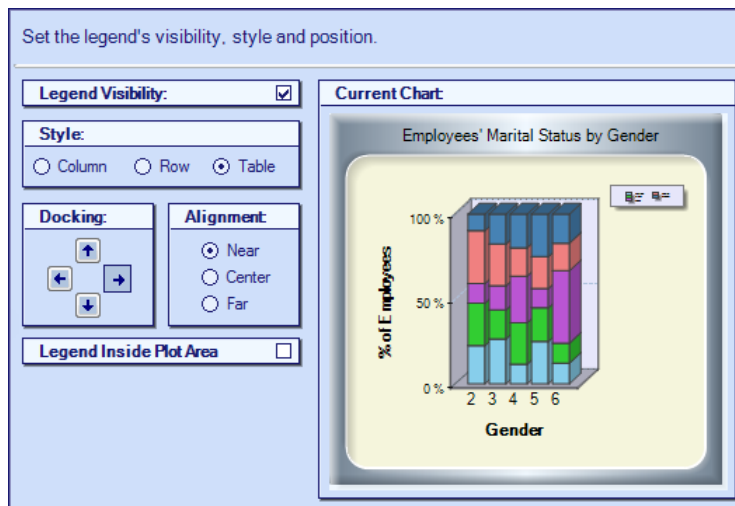 Set the legend's visibility, style and position.
Legend Visibility:
Style:
Column Row Table
Docking:
Alignment:
Near
Center
Far
Legend Inside Plot Area
Current Chart:
Employees' Marital Status by Gender
100 %
50 %
0 %
% of Employees
2 3 4 5 6
Gender